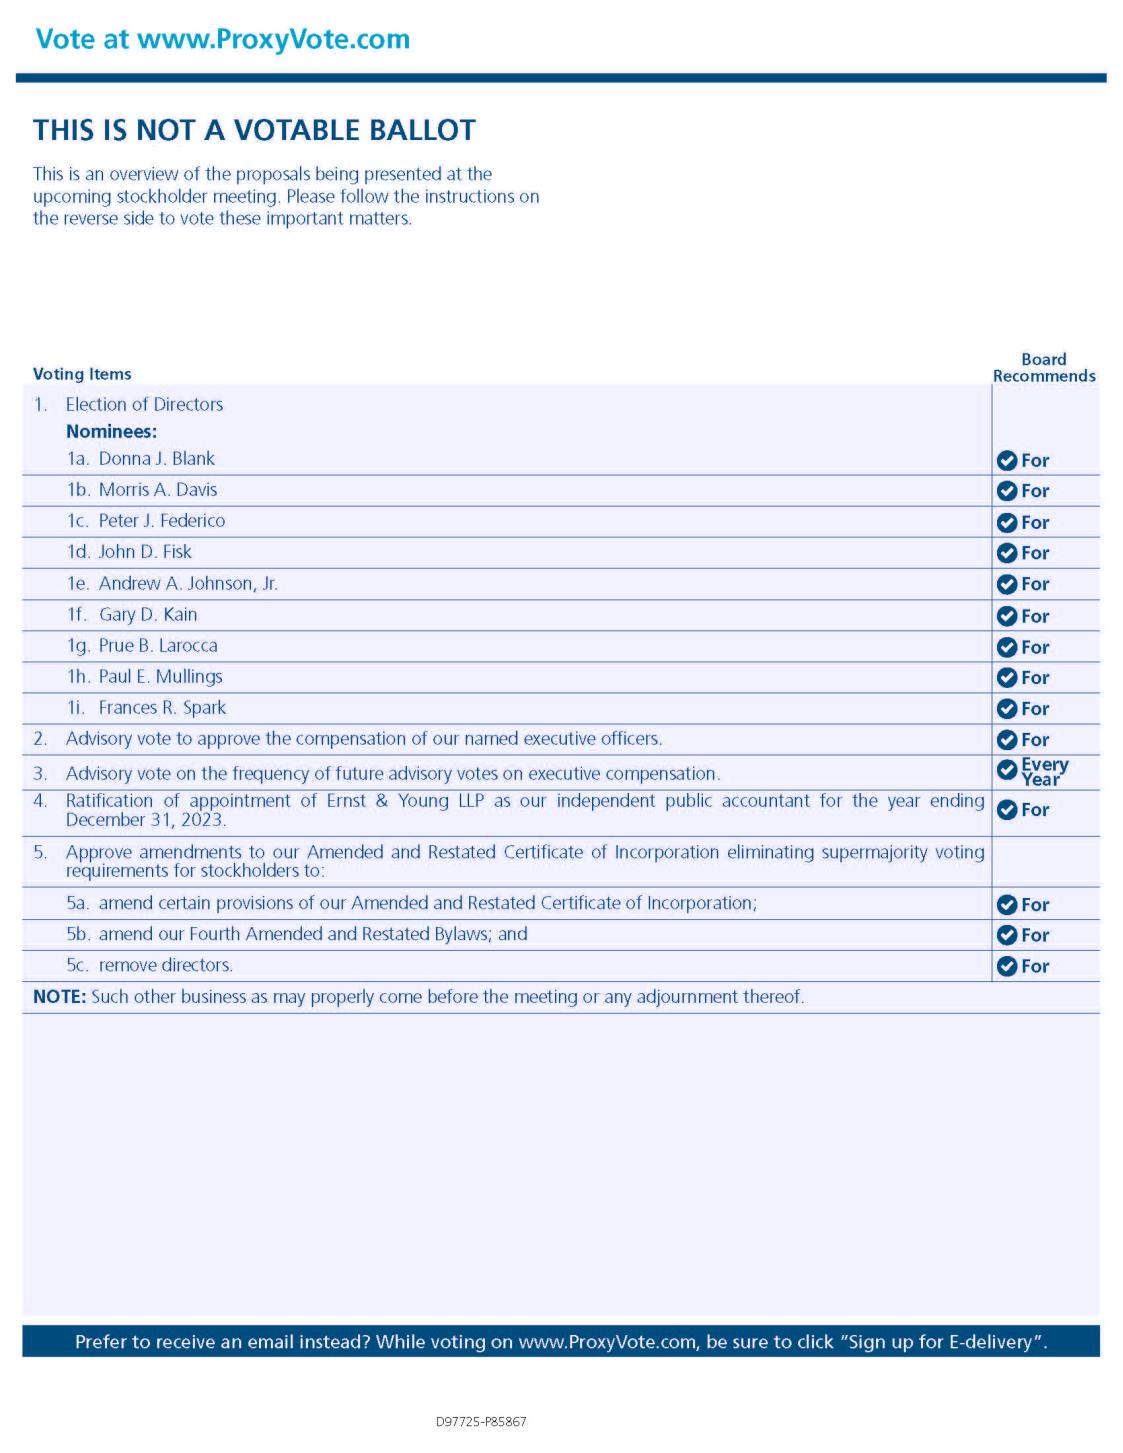 Vote at www.ProxyVote.com
THIS IS NOT A VOTABLE BALLOT
This is an overview of the proposals being presented at the
upcoming stockholder meeting. Please follow the instructions on
the reverse side to vote these important matters.
Voting Items
Board
Recommends
1. Election of Directors
Nominees:
1a. Donna J. Blank For
1b. Morris A. Davis For
1c. Peter J. Federico For
1d. John D. Fisk For
1e. Andrew A. Johnson, Jr. For
1f. Gary D. Kain For
1g. Prue B. Larocca For
1h. Paul E. Mullings For
1i. Frances R. Spark For
2. Advisory vote to approve the compensation of our named executive officers. For
3. Advisory vote on the frequency of future advisory votes on executive compensation.
Every
Year
4. Ratification of appointment of Ernst & Young LLP as our independent public accountant for the year ending
December 31, 2023.
For
5. Approve amendments to our Amended and Restated Certificate of Incorporation eliminating supermajority voting
requirements for stockholders to:
5a. amend certain provisions of our Amended and Restated Certificate of Incorporation; For
5b. amend our Fourth Amended and Restated Bylaws; and For
5c. remove directors. For
NOTE: Such other business as may properly come before the meeting or any adjournment thereof.
Prefer to receive an email instead? While voting on www.ProxyVote.com, be sure to click "Sign up for E-delivery".
D97725-P85867